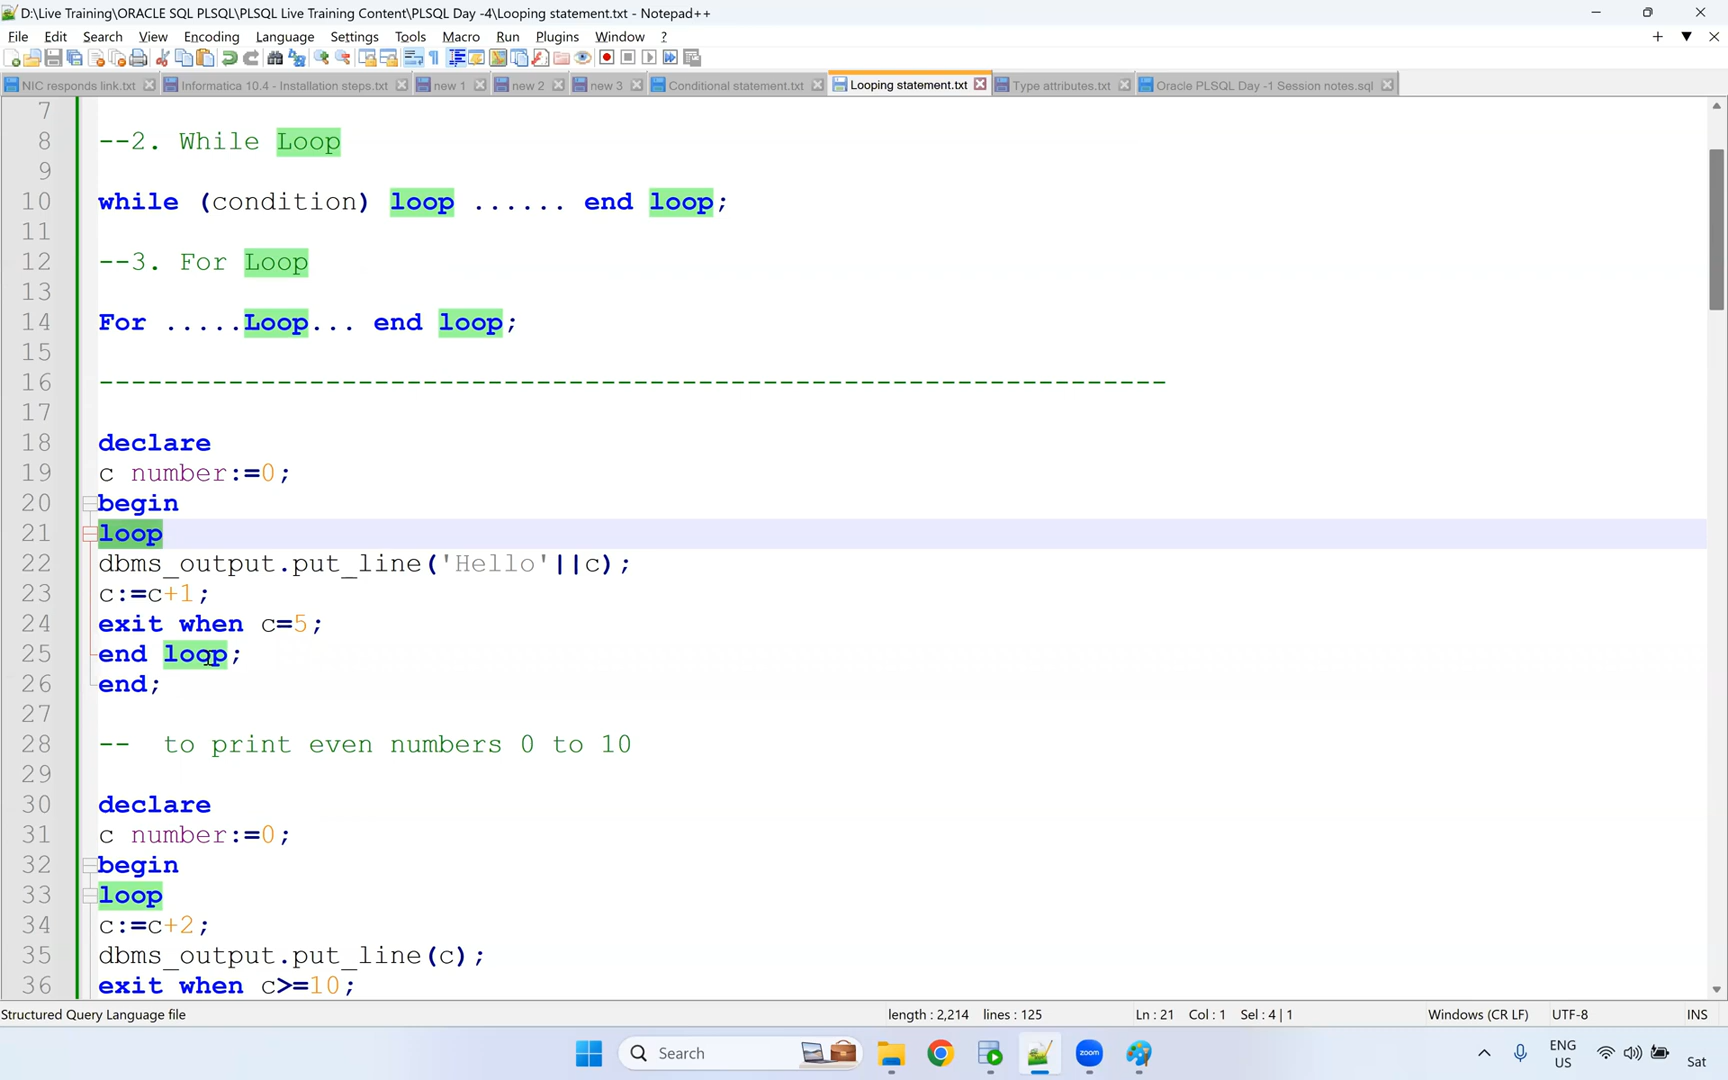 D:\Live Training\ORACLE SQL PLSQL\PLSQL Live Training Content\PLSQL Day -4\Looping statement.txt - Notepad++
File Edit Search View Encoding Language Settings Tools Macro Run Plugins Window ?
NIC responds link.txt Informatica 10.4 - Installation steps.txt new 1 new 2 new 3 Conditional statement.txt Looping statement.txt Type attributes.txt Oracle PLSQL Day -1 Session notes.sql
7
8 --2. While Loop
9
10 while (condition) loop ...... end loop;
11
12 --3. For Loop
13
14 For .....Loop... end loop;
15
16 ------------------------------------------------------------------
17
18 declare
19 c number:=0;
20 begin
21 loop
22 dbms_output.put_line('Hello'||c);
23 c:=c+1;
24 exit when c=5;
25 end loop;
26 end;
27
28 --  to print even numbers 0 to 10
29
30 declare
31 c number:=0;
32 begin
33 loop
34 c:=c+2;
35 dbms_output.put_line(c);
36 exit when c>=10;
Structured Query Language file length : 2,214 lines : 125 Ln : 21 Col : 1 Sel : 4 | 1 Windows (CR LF) UTF-8 INS
Search zoom ENG
US Sat